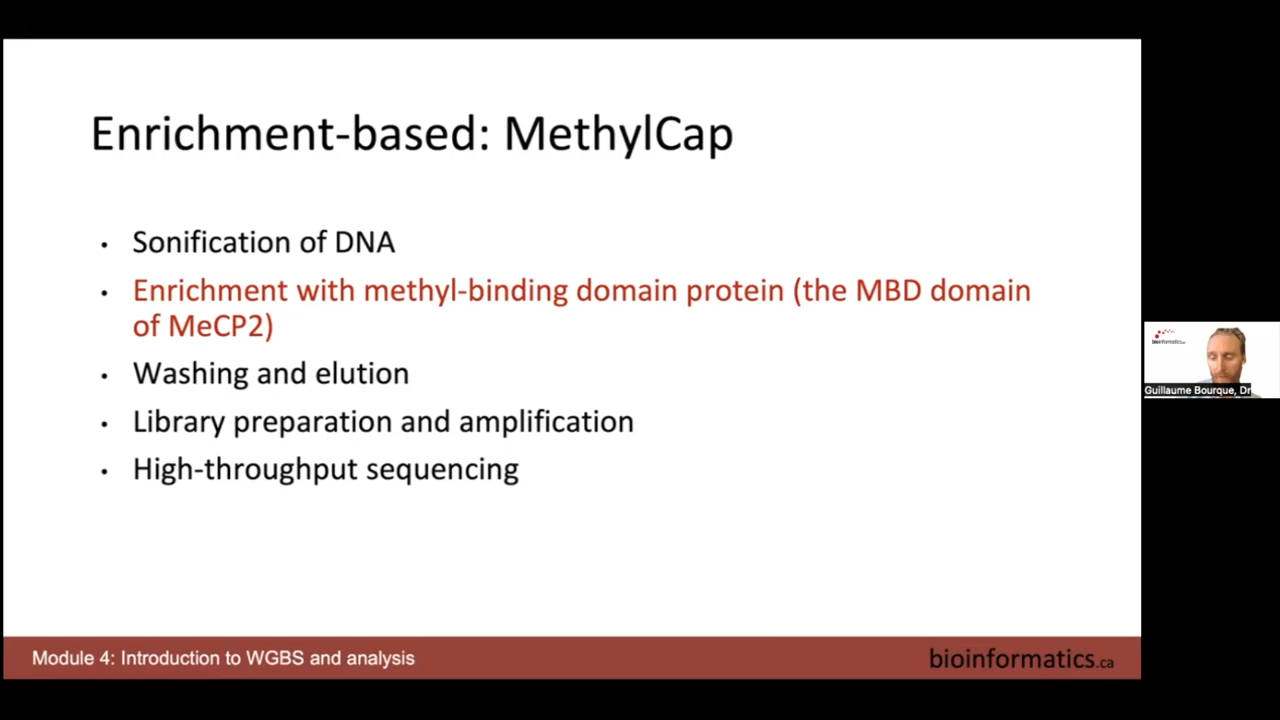 Enrichment-based: MethylCap
• Sonification of DNA
• Enrichment with methyl-binding domain protein (the MBD domain
of MeCP2)
• Washing and elution
• Library preparation and amplification
• High-throughput sequencing
bioinformatics.ca
Guillaume Bourque, Dr
Module 4: Introduction to WGBS and analysis
bioinformatics.ca